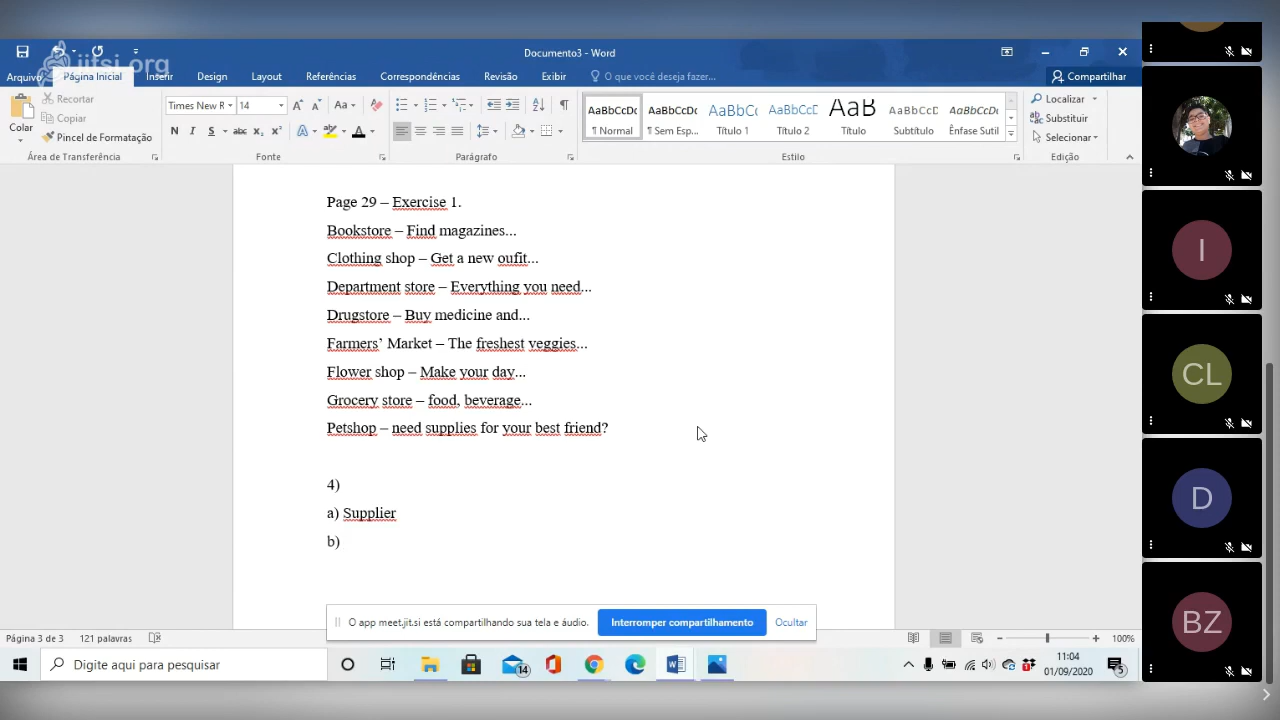 jitsi.org
Documento3 - Word
Arquivo Página Inicial Inserir Design Layout Referências Correspondências Revisão Exibir O que você deseja fazer... Compartilhar
Colar
Recortar
Copiar
Pincel de Formatação
Área de Transferência
Times New R 14
Fonte
Parágrafo
AaBbCcDc AaBbCcDc AaBbCc AaBbCcD AaB AaBbCcD AaBbCcDc
¶ Normal ¶ Sem Esp... Título 1 Título 2 Título Subtítulo Ênfase Sutil
Estilo
Localizar
Substituir
Selecionar
Edição
Page 29 – Exercise 1.
Bookstore – Find magazines...
Clothing shop – Get a new oufit...
Department store – Everything you need...
Drugstore – Buy medicine and...
Farmers’ Market – The freshest veggies...
Flower shop – Make your day...
Grocery store – food, beverage...
Petshop – need supplies for your best friend?
4)
a) Supplier
b)
O app meet.jit.si está compartilhando sua tela e áudio. Interromper compartilhamento Ocultar
Página 3 de 3 121 palavras 100%
Digite aqui para pesquisar
14
11:04
01/09/2020
5
I
CL
D
BZ